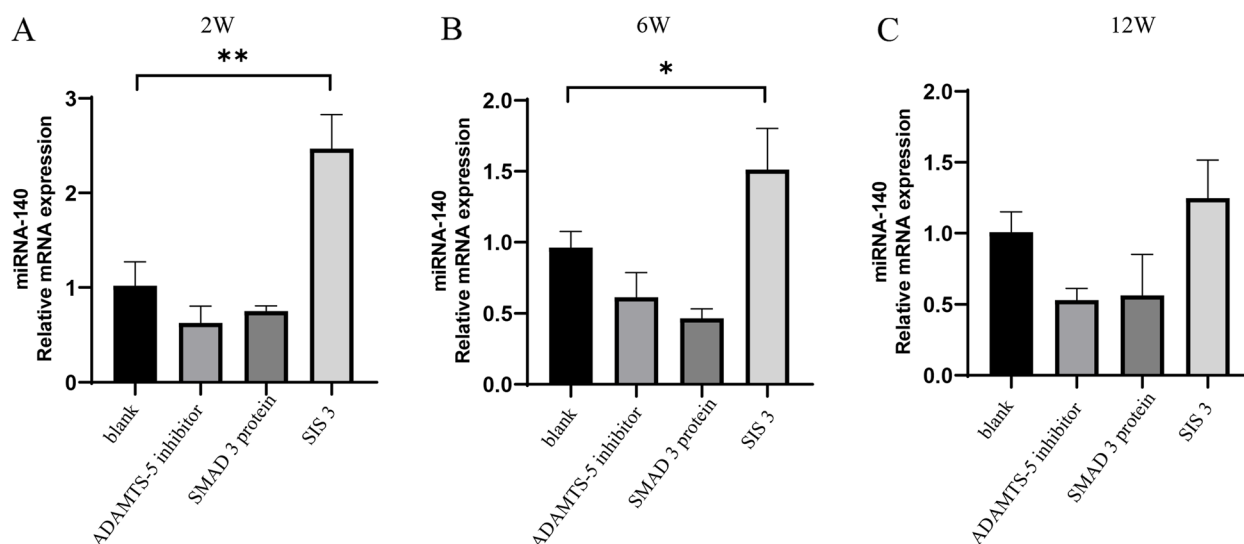 A
2W
**
miRNA-140
Relative mRNA expression
3
2
1
0
blank
ADAMTS-5 inhibitor
SMAD 3 protein
SIS 3
B
6W
*
miRNA-140
Relative mRNA expression
2.0
1.5
1.0
0.5
0.0
blank
ADAMTS-5 inhibitor
SMAD 3 protein
SIS 3
C
12W
miRNA-140
Relative mRNA expression
2.0
1.5
1.0
0.5
0.0
blank
ADAMTS-5 inhibitor
SMAD 3 protein
SIS 3